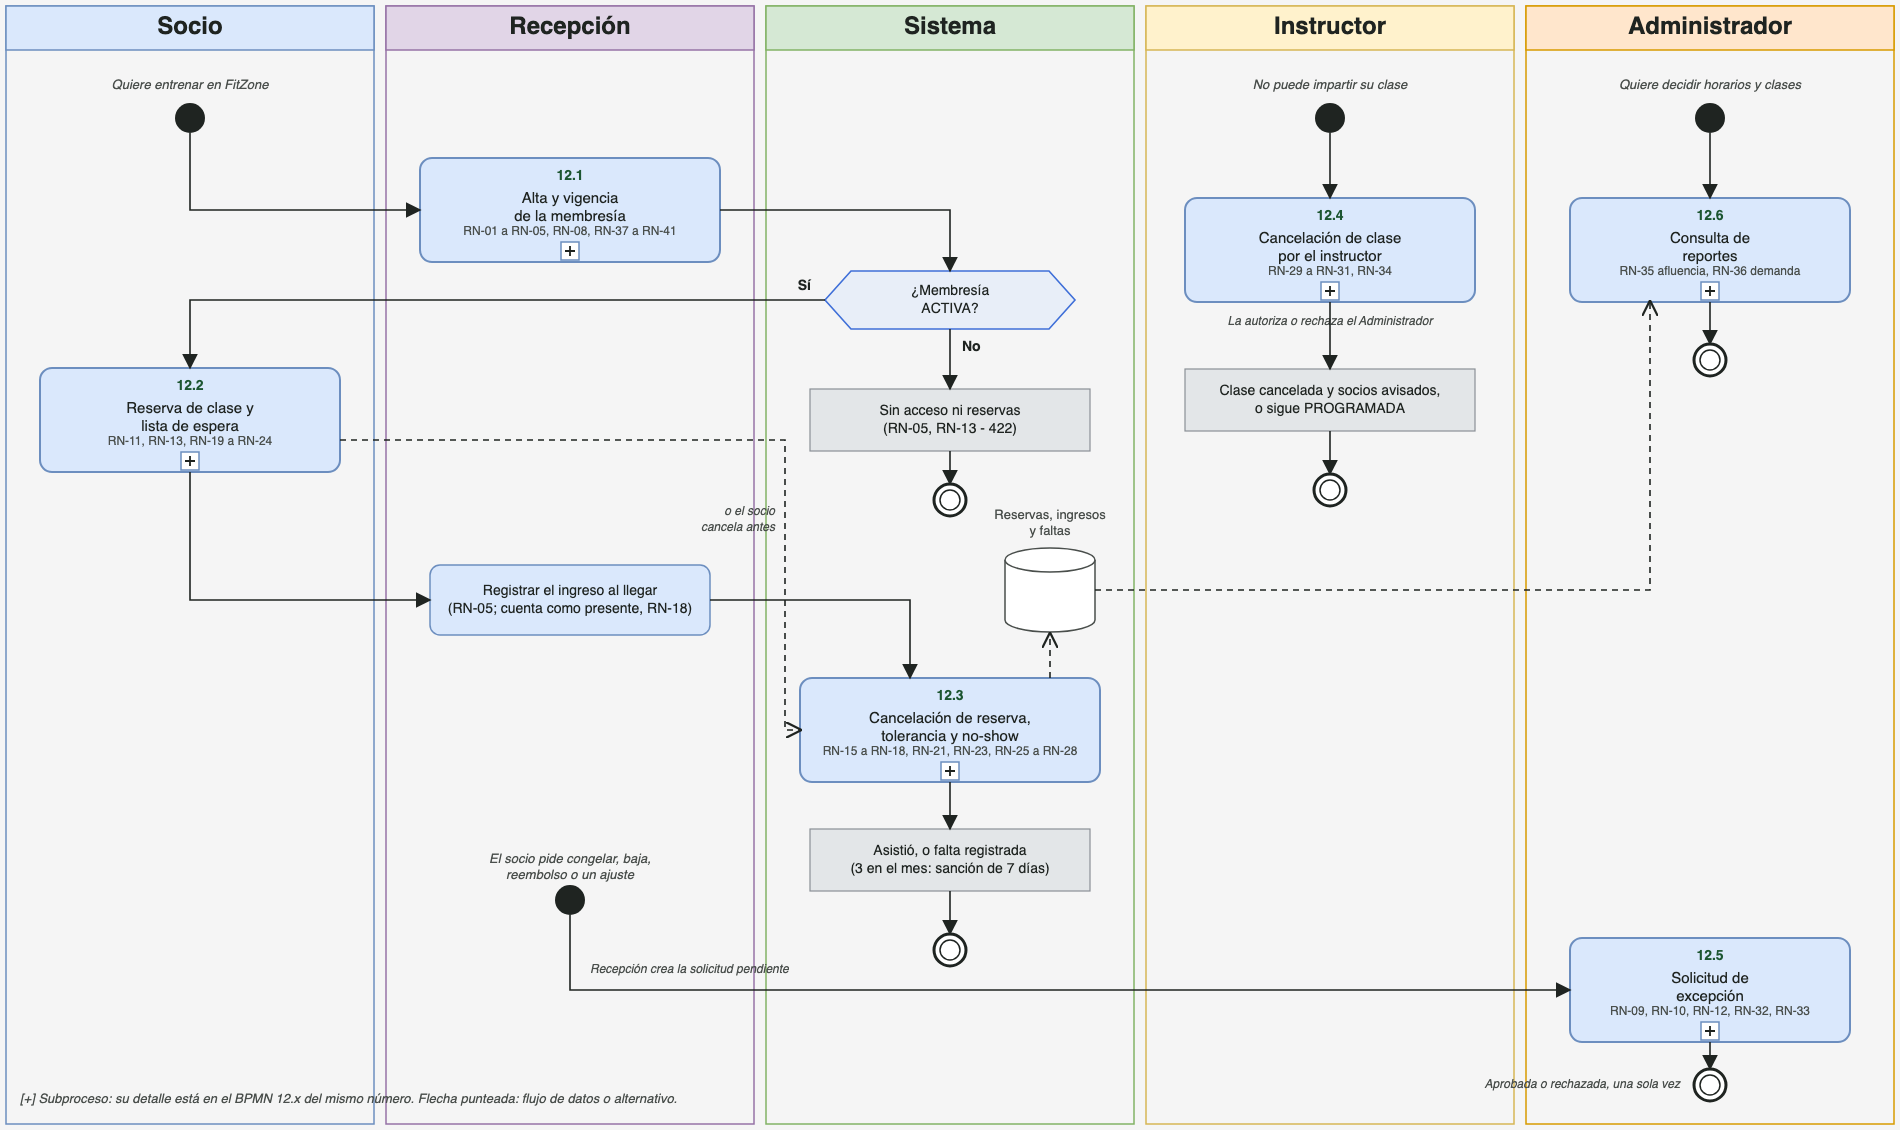 Socio
Recepción
Sistema
Instructor
Administrador
Quiere entrenar en FitZone
No puede impartir su clase
Quiere decidir horarios y clases
12.1
Alta y vigencia
de la membresía
RN-01 a RN-05, RN-08, RN-37 a RN-41
12.4
Cancelación de clase
por el instructor
RN-29 a RN-31, RN-34
12.6
Consulta de
reportes
RN-35 afluencia, RN-36 demanda
Sí
¿Membresía
ACTIVA?
No
La autoriza o rechaza el Administrador
12.2
Reserva de clase y
lista de espera
RN-11, RN-13, RN-19 a RN-24
Sin acceso ni reservas
(RN-05, RN-13 - 422)
Clase cancelada y socios avisados,
o sigue PROGRAMADA
o el socio
cancela antes
Reservas, ingresos
y faltas
Registrar el ingreso al llegar
(RN-05; cuenta como presente, RN-18)
12.3
Cancelación de reserva,
tolerancia y no-show
RN-15 a RN-18, RN-21, RN-23, RN-25 a RN-28
Asistió, o falta registrada
(3 en el mes: sanción de 7 días)
El socio pide congelar, baja,
reembolso o un ajuste
Recepción crea la solicitud pendiente
12.5
Solicitud de
excepción
RN-09, RN-10, RN-12, RN-32, RN-33
Aprobada o rechazada, una sola vez
[+] Subproceso: su detalle está en el BPMN 12.x del mismo número. Flecha punteada: flujo de datos o alternativo.